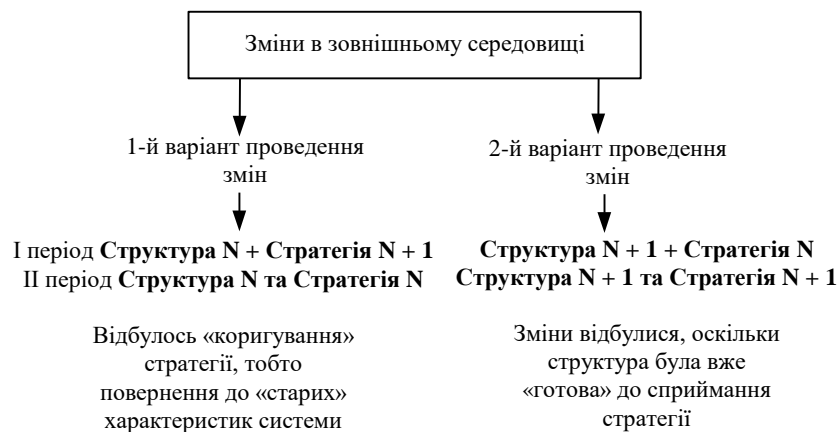 Зміни в зовнішньому середовищі
1-й варіант проведення
змін
2-й варіант проведення
змін
І період Структура N + Стратегія N + 1
ІІ період Структура N та Стратегія N
Структура N + 1 + Стратегія N
Структура N + 1 та Стратегія N + 1
Відбулось «коригування»
стратегії, тобто
повернення до «старих»
характеристик системи
Зміни відбулися, оскільки
структура була вже
«готова» до сприймання
стратегії